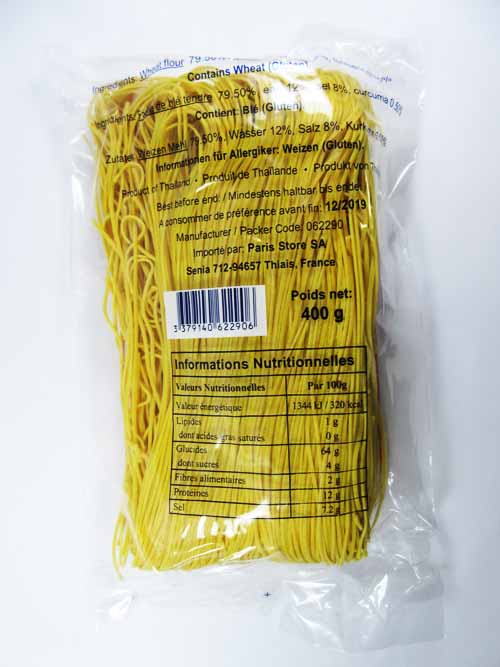 Ingredients: Wheat flour 79.50%,
Contains Wheat (Gluten)
Ingrédients: Farine de blé tendre 79.50%, eau 12%, sel 8%, curcuma 0.5%
Contient: Blé (Gluten)
Zutaten: Weizen Mehl 79.50%, Wasser 12%, Salz 8%,
Informationen für Allergiker: Weizen (Gluten).
Product of Thailand • Produit de Thaïlande • Produkt von
Best before end: / Mindestens haltbar bis ende:
A consommer de préférence avant fin: 12/2019
Manufacturer / Packer Code: 062290
Importé par: Paris Store SA
Senia 712-94657 Thiais, France
Poids net:
400 g
3 379140 622906
Informations Nutritionnelles
Valeurs Nutritionnelles Par 100g
Valeur énergétique 1344 kJ / 320 kcal
Lipides 1 g
dont acides gras saturés 0g
Glucides 64 g
dont sucres 4 g
Fibres alimentaires 2 g
Protéines 12 g
Sel 7.2 g